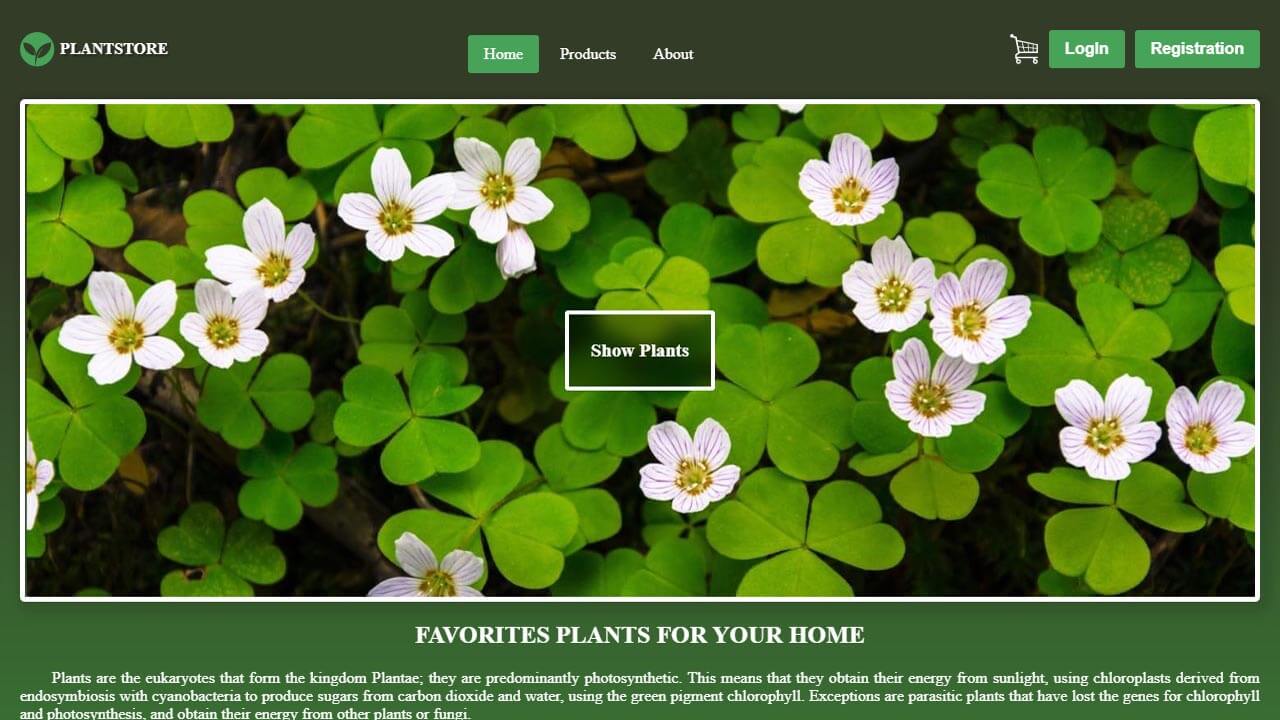 PLANTSTORE
Home
Products
About
LogIn
Registration
Show Plants
FAVORITES PLANTS FOR YOUR HOME
Plants are the eukaryotes that form the kingdom Plantae; they are predominantly photosynthetic. This means that they obtain their energy from sunlight, using chloroplasts derived from
endosymbiosis with cyanobacteria to produce sugars from carbon dioxide and water, using the green pigment chlorophyll. Exceptions are parasitic plants that have lost the genes for chlorophyll
and photosynthesis, and obtain their energy from other plants or fungi.